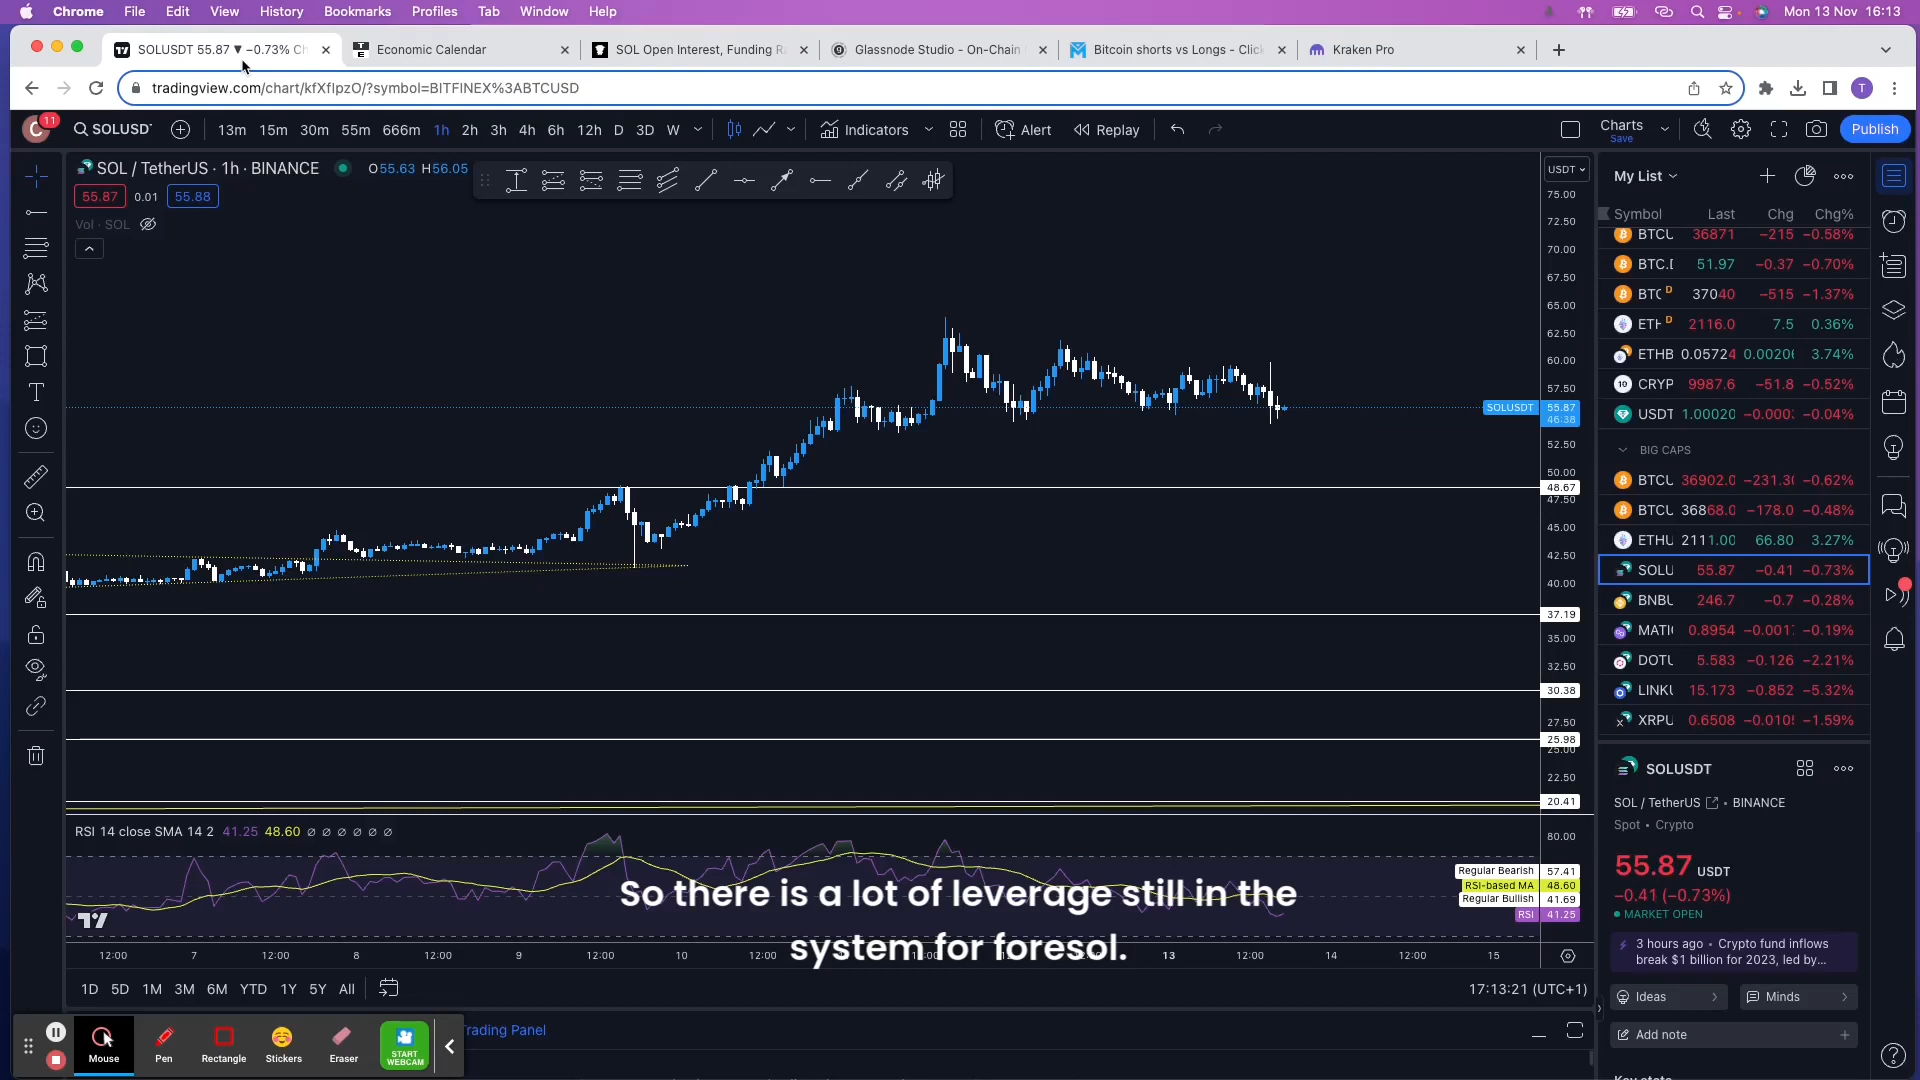 Chrome File Edit View History Bookmarks Profiles Tab Window Help Mon 13 Nov 16:13
SOLUSDT 55.87 ▼ −0.73% Ch Economic Calendar SOL Open Interest, Funding Ra Glassnode Studio - On-Chain Bitcoin shorts vs Longs - Click Kraken Pro
tradingview.com/chart/kfXfIpzO/?symbol=BITFINEX%3ABTCUSD T
C 11 SOLUSDT 13m 15m 30m 55m 666m 1h 2h 3h 4h 6h 12h D 3D W Indicators Alert Replay Charts Save Publish
SOL / TetherUS · 1h · BINANCE O55.63 H56.05
55.87 0.01 55.88
Vol · SOL
USDT
75.00
72.50
70.00
67.50
65.00
62.50
60.00
57.50
SOLUSDT 55.87
46:38
52.50
50.00
48.67
47.50
45.00
42.50
40.00
37.19
35.00
32.50
30.38
27.50
25.98
25.00
22.50
20.41
RSI 14 close SMA 14 2 41.25 48.60 ∅ ∅ ∅ ∅ ∅ ∅
80.00
Regular Bearish 57.41
RSI-based MA 48.60
Regular Bullish 41.69
RSI 41.25
So there is a lot of leverage still in the
system for foresol.
12:00 7 12:00 8 12:00 9 12:00 10 12:00 13 12:00 14 12:00 15
1D 5D 1M 3M 6M YTD 1Y 5Y All 17:13:21 (UTC+1)
Trading Panel
Mouse Pen Rectangle Stickers Eraser START WEBCAM
My List
Symbol Last Chg Chg%
BTCU 36871 −215 −0.58%
BTC.D 51.97 −0.37 −0.70%
BTC D 37040 −515 −1.37%
ETH D 2116.0 7.5 0.36%
ETHB 0.05724 0.00206 3.74%
CRYP 9987.6 −51.8 −0.52%
USDT 1.00020 −0.000 −0.04%
BIG CAPS
BTCU 36902.0 −231.30 −0.62%
BTCU 36868.0 −178.0 −0.48%
ETHU 2111.00 66.80 3.27%
SOLU 55.87 −0.41 −0.73%
BNBU 246.7 −0.7 −0.28%
MATI 0.8954 −0.001 −0.19%
DOTU 5.583 −0.126 −2.21%
LINKU 15.173 −0.852 −5.32%
XRPU 0.6508 −0.010 −1.59%
SOLUSDT
SOL / TetherUS • BINANCE
Spot • Crypto
55.87 USDT
−0.41 (−0.73%)
MARKET OPEN
3 hours ago • Crypto fund inflows
break $1 billion for 2023, led by...
Ideas Minds
Add note